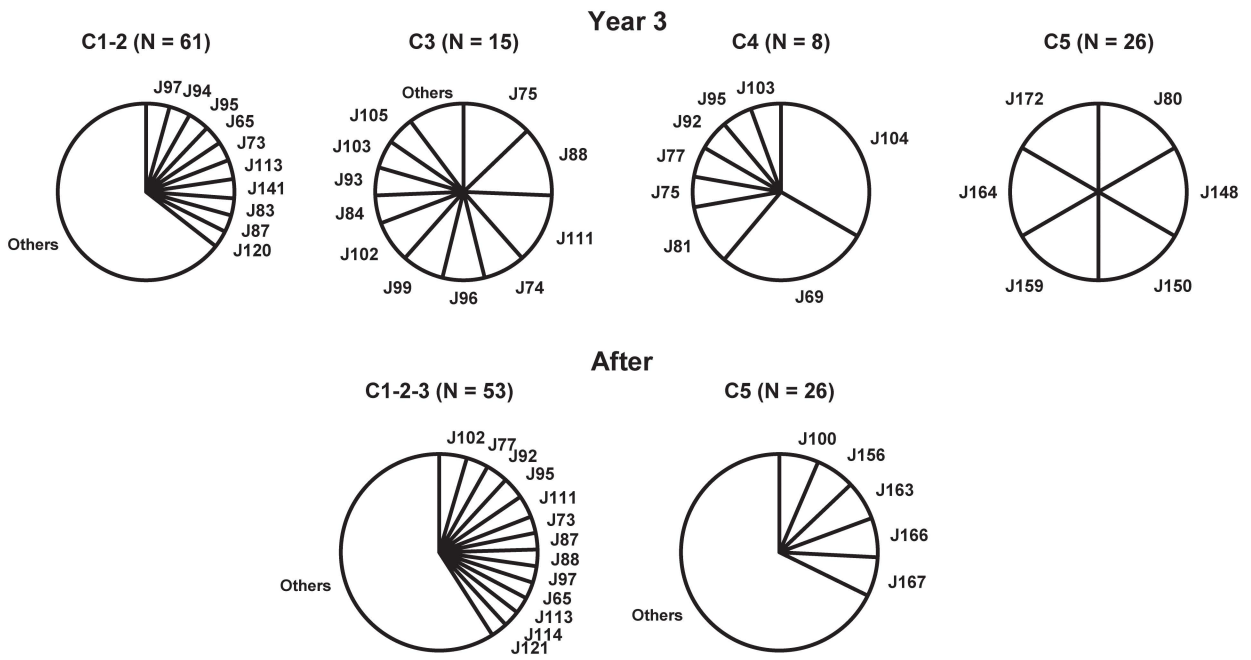 Year 3
C1-2 (N = 61)
J97
J94
J95
J65
J73
J113
J141
J83
J87
J120
Others
C3 (N = 15)
Others
J75
J88
J111
J74
J96
J99
J102
J84
J93
J103
J105
C4 (N = 8)
J103
J104
J69
J81
J75
J77
J92
J95
C5 (N = 26)
J80
J148
J150
J159
J164
J172
After
C1-2-3 (N = 53)
J102
J77
J92
J95
J111
J73
J87
J88
J97
J65
J113
J114
J121
Others
C5 (N = 26)
J100
J156
J163
J166
J167
Others